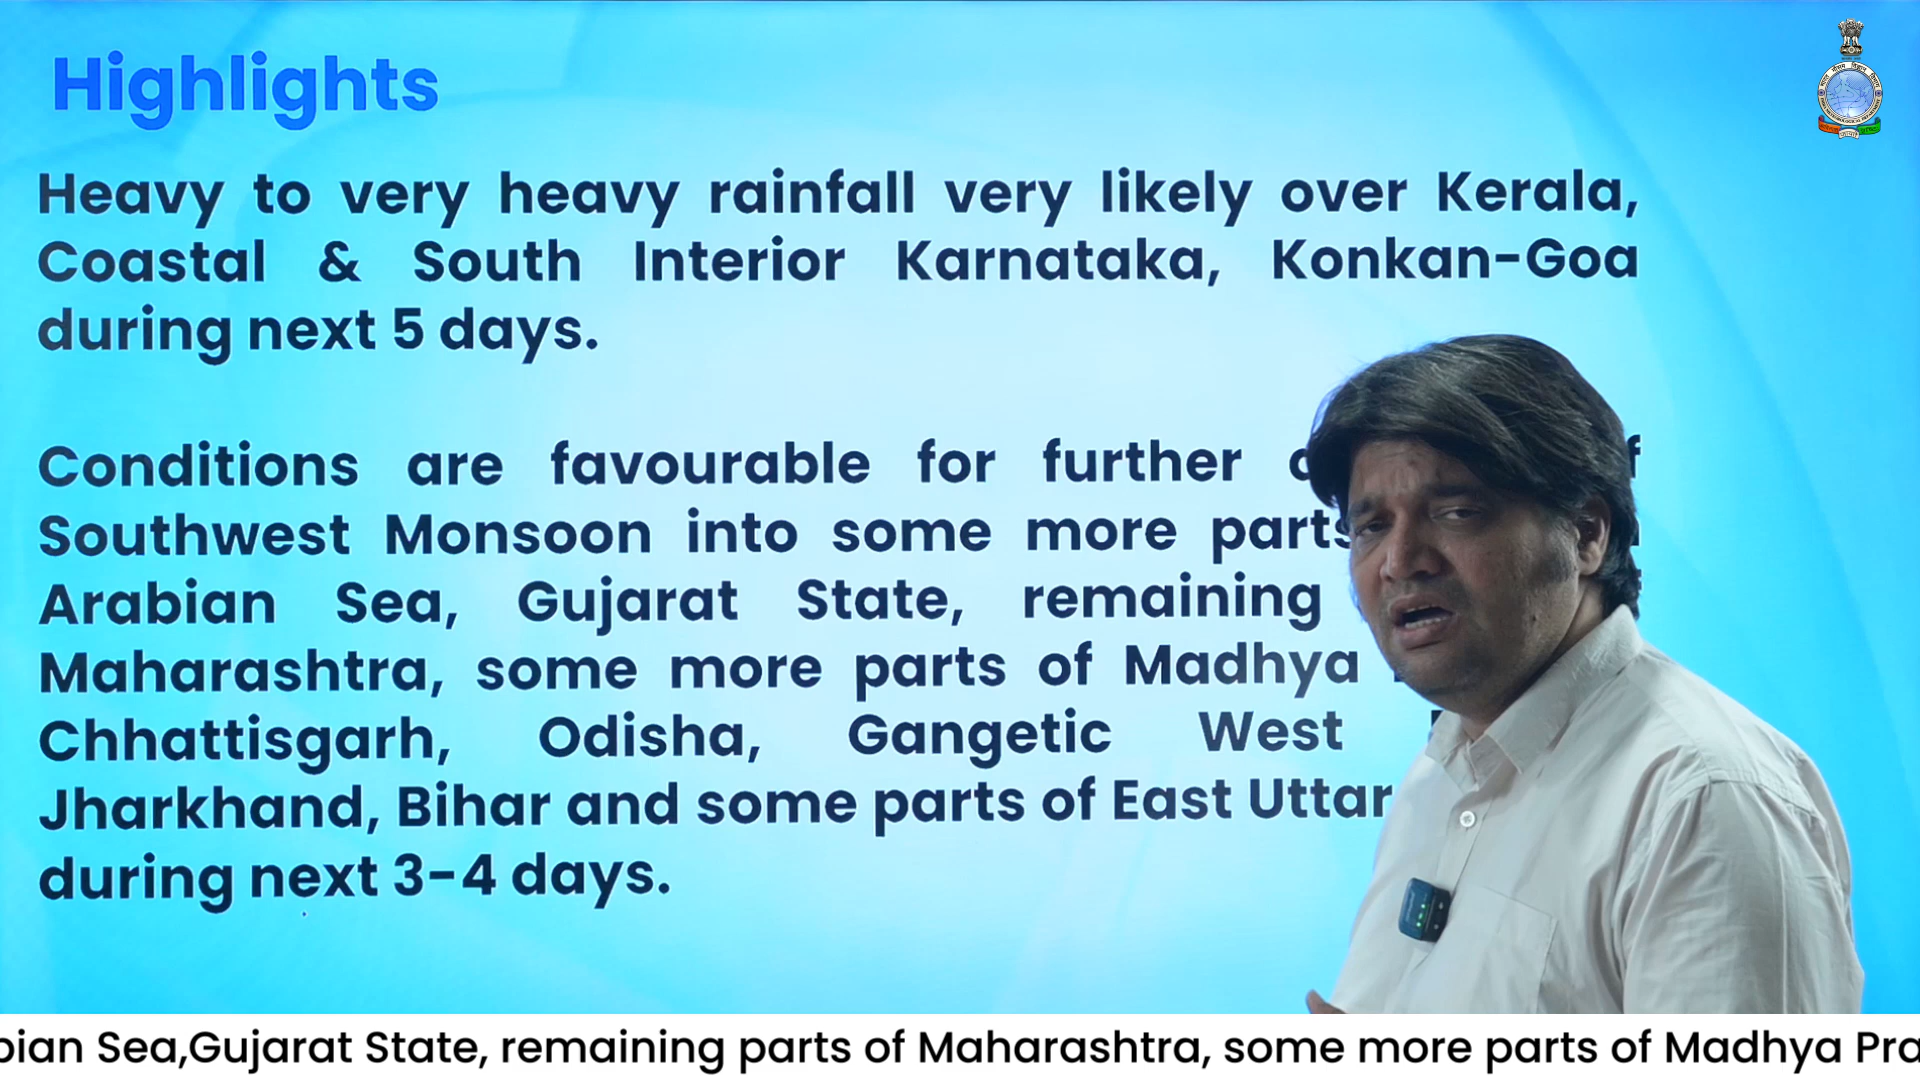 Highlights
Heavy to very heavy rainfall very likely over Kerala,
Coastal & South Interior Karnataka, Konkan-Goa
during next 5 days.
Conditions are favourable for further
Southwest Monsoon into some more parts
Arabian Sea, Gujarat State, remaining
Maharashtra, some more parts of Madhya
Chhattisgarh, Odisha, Gangetic West
Jharkhand, Bihar and some parts of East Uttar
during next 3-4 days.
Sea,Gujarat State, remaining parts of Maharashtra, some more parts of Madhya